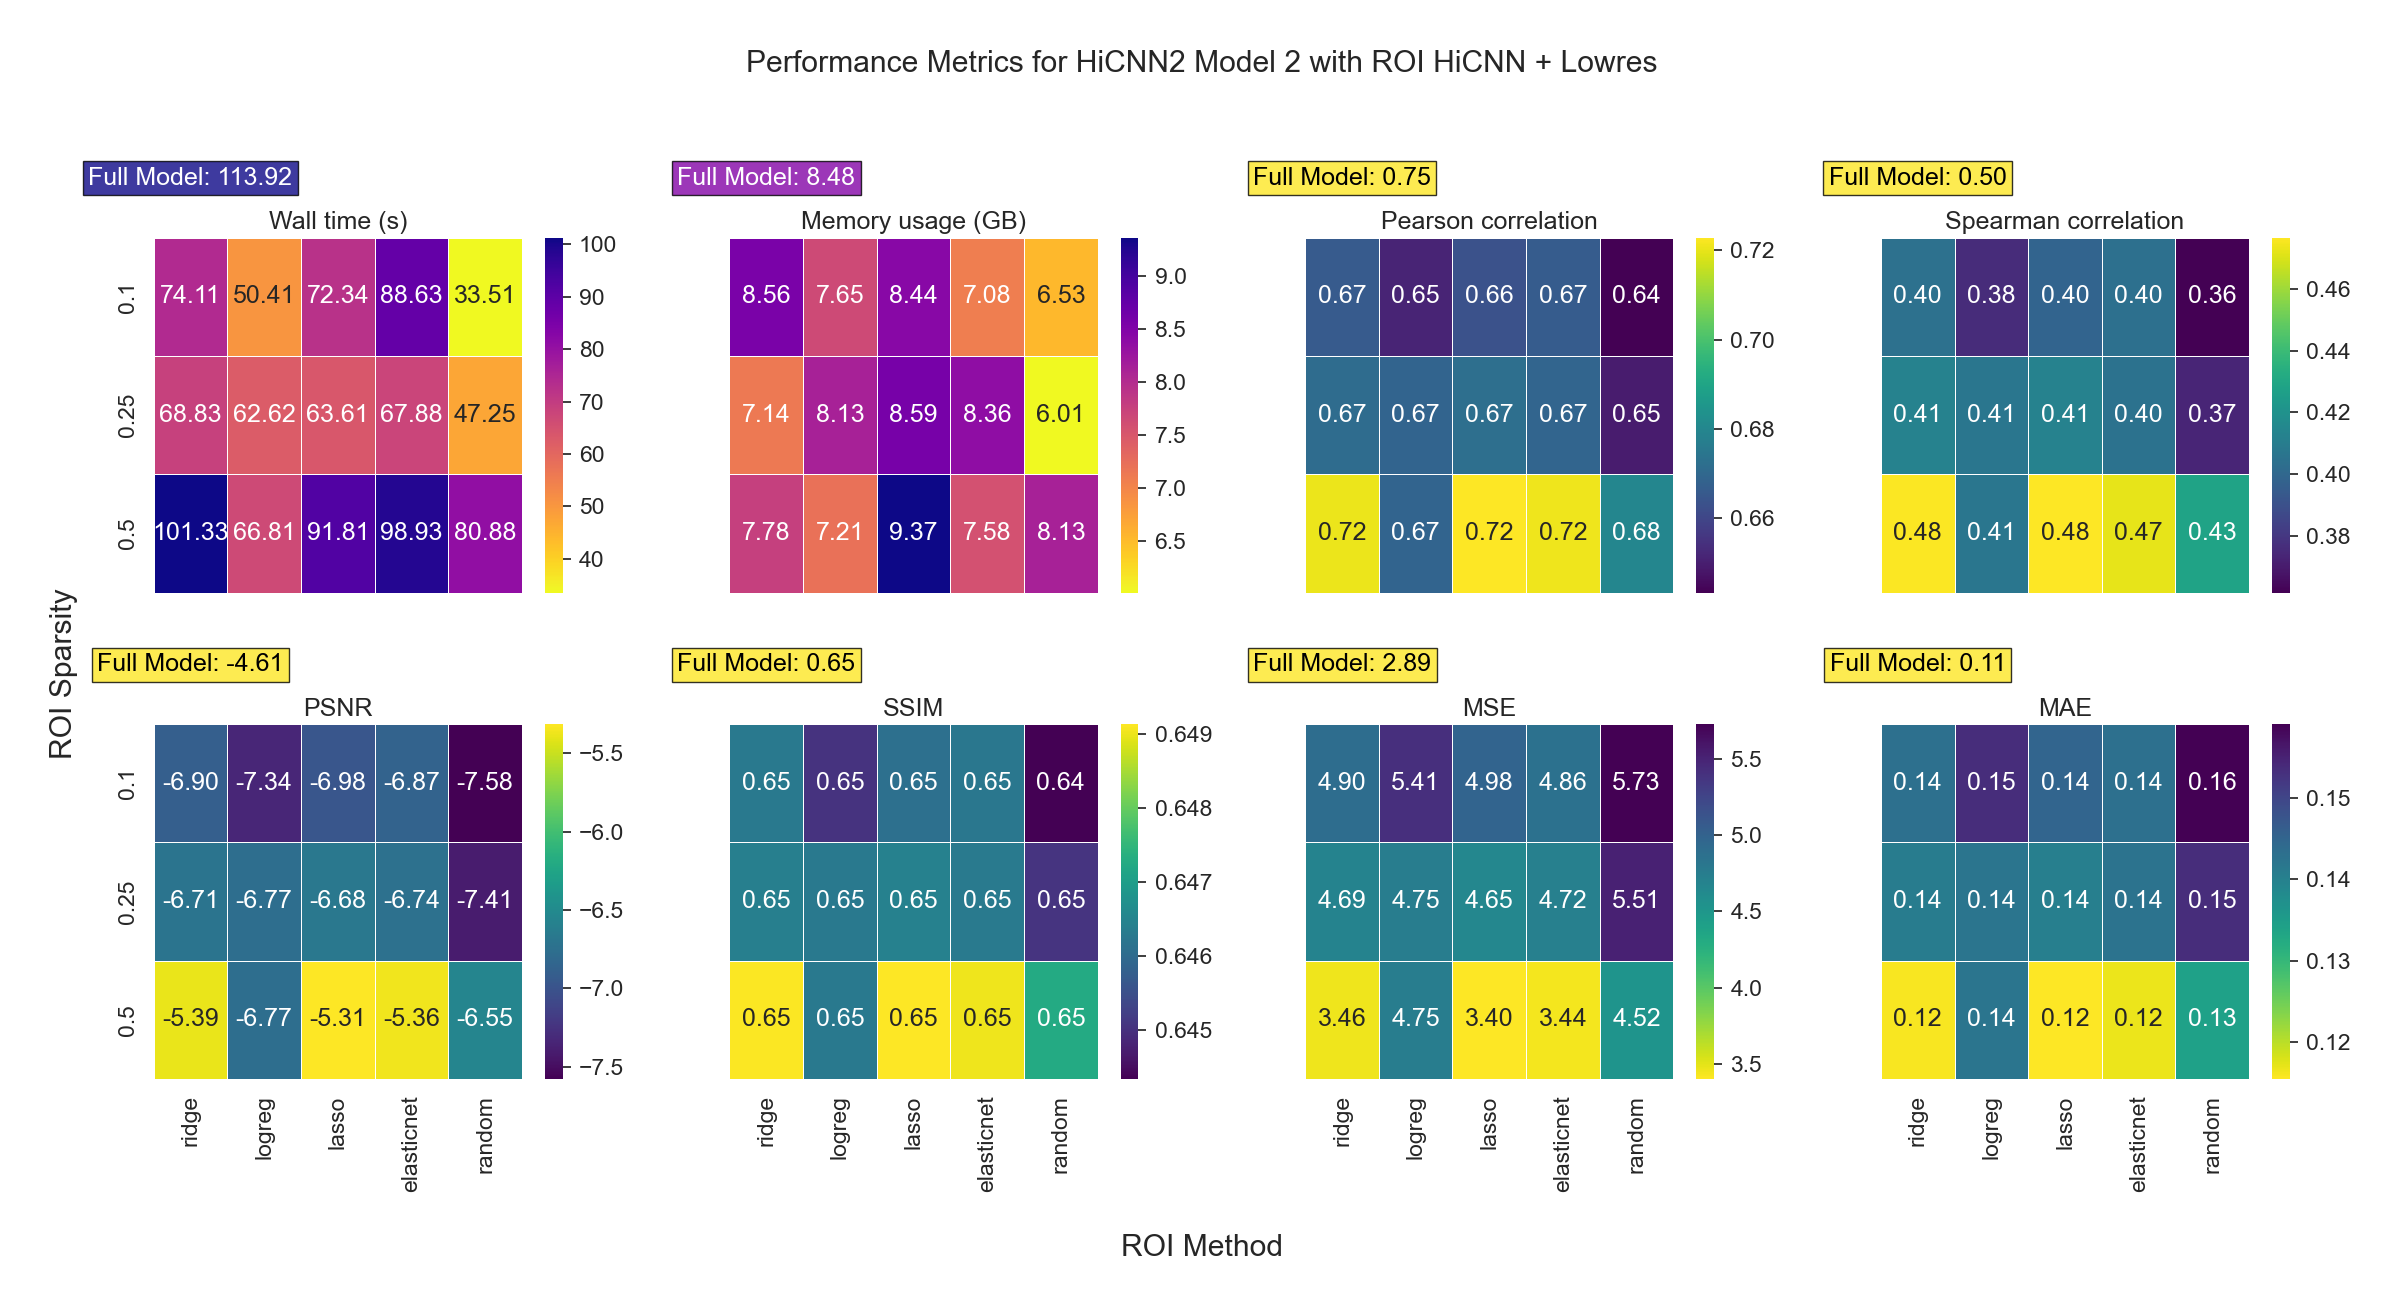 Performance Metrics for HiCNN2 Model 2 with ROI HiCNN + Lowres
Full Model: 113.92
Wall time (s)
0.1
74.11 50.41 72.34 88.63 33.51
0.25
68.83 62.62 63.61 67.88 47.25
0.5
101.33 66.81 91.81 98.93 80.88
100
90
80
70
60
50
40
Full Model: 8.48
Memory usage (GB)
8.56 7.65 8.44 7.08 6.53
7.14 8.13 8.59 8.36 6.01
7.78 7.21 9.37 7.58 8.13
9.0
8.5
8.0
7.5
7.0
6.5
Full Model: 0.75
Pearson correlation
0.67 0.65 0.66 0.67 0.64
0.67 0.67 0.67 0.67 0.65
0.72 0.67 0.72 0.72 0.68
0.72
0.70
0.68
0.66
Full Model: 0.50
Spearman correlation
0.40 0.38 0.40 0.40 0.36
0.41 0.41 0.41 0.40 0.37
0.48 0.41 0.48 0.47 0.43
0.46
0.44
0.42
0.40
0.38
ROI Sparsity
Full Model: -4.61
PSNR
0.1
-6.90 -7.34 -6.98 -6.87 -7.58
0.25
-6.71 -6.77 -6.68 -6.74 -7.41
0.5
-5.39 -6.77 -5.31 -5.36 -6.55
−5.5
−6.0
−6.5
−7.0
−7.5
ridge
logreg
lasso
elasticnet
random
Full Model: 0.65
SSIM
0.65 0.65 0.65 0.65 0.64
0.65 0.65 0.65 0.65 0.65
0.65 0.65 0.65 0.65 0.65
0.649
0.648
0.647
0.646
0.645
ridge
logreg
lasso
elasticnet
random
Full Model: 2.89
MSE
4.90 5.41 4.98 4.86 5.73
4.69 4.75 4.65 4.72 5.51
3.46 4.75 3.40 3.44 4.52
5.5
5.0
4.5
4.0
3.5
ridge
logreg
lasso
elasticnet
random
Full Model: 0.11
MAE
0.14 0.15 0.14 0.14 0.16
0.14 0.14 0.14 0.14 0.15
0.12 0.14 0.12 0.12 0.13
0.15
0.14
0.13
0.12
ridge
logreg
lasso
elasticnet
random
ROI Method